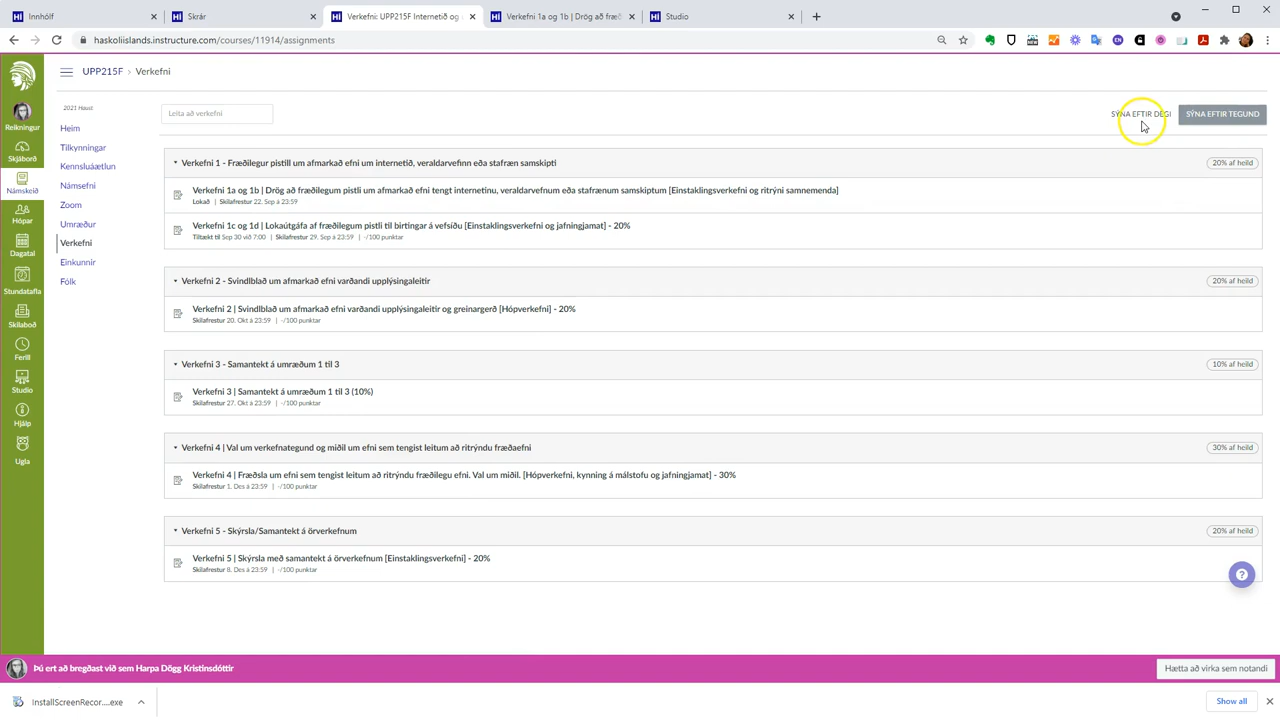 Innhólf
Skrár
Verkefni: UPP215F Internetið og
Verkefni 1a og 1b | Drög að fræð
Studio
haskoliislands.instructure.com/courses/11914/assignments
UPP215F > Verkefni
Reikningur
Skjáborð
Námskeið
Hópar
Dagatal
Stundatafla
Skilaboð
Ferill
Studio
Hjálp
Ugla
2021 Haust
Heim
Tilkynningar
Kennsluáætlun
Námsefni
Zoom
Umræður
Verkefni
Einkunnir
Fólk
Leita að verkefni
SÝNA EFTIR DEGI
SÝNA EFTIR TEGUND
Verkefni 1 - Fræðilegur pistill um afmarkað efni um internetið, veraldarvefinn eða stafræn samskipti
20% af heild
Verkefni 1a og 1b | Drög að fræðilegum pistli um afmarkað efni tengt internetinu, veraldarvefnum eða stafrænum samskiptum [Einstaklingsverkefni og ritrýni samnemenda]
Lokað | Skilafrestur 22. Sep á 23:59
Verkefni 1c og 1d | Lokaútgáfa af fræðilegum pistli til birtingar á vefsíðu [Einstaklingsverkefni og jafningjamat] - 20%
Tiltækt til Sep 30 við 7:00 | Skilafrestur 29. Sep á 23:59 | -/100 punktar
Verkefni 2 - Svindlblað um afmarkað efni varðandi upplýsingaleitir
20% af heild
Verkefni 2 | Svindlblað um afmarkað efni varðandi upplýsingaleitir og greinargerð [Hópverkefni] - 20%
Skilafrestur 20. Okt á 23:59 | -/100 punktar
Verkefni 3 - Samantekt á umræðum 1 til 3
10% af heild
Verkefni 3 | Samantekt á umræðum 1 til 3 (10%)
Skilafrestur 27. Okt á 23:59 | -/100 punktar
Verkefni 4 | Val um verkefnategund og miðil um efni sem tengist leitum að ritrýndu fræðaefni
30% af heild
Verkefni 4 | Fræðsla um efni sem tengist leitum að ritrýndu fræðilegu efni. Val um miðil. [Hópverkefni, kynning á málstofu og jafningjamat] - 30%
Skilafrestur 1. Des á 23:59 | -/100 punktar
Verkefni 5 - Skýrsla/Samantekt á örverkefnum
20% af heild
Verkefni 5 | Skýrsla með samantekt á örverkefnum [Einstaklingsverkefni] - 20%
Skilafrestur 8. Des á 23:59 | -/100 punktar
Þú ert að bregðast við sem Harpa Dögg Kristinsdóttir
Hætta að virka sem notandi
InstallScreenRecor....exe
Show all